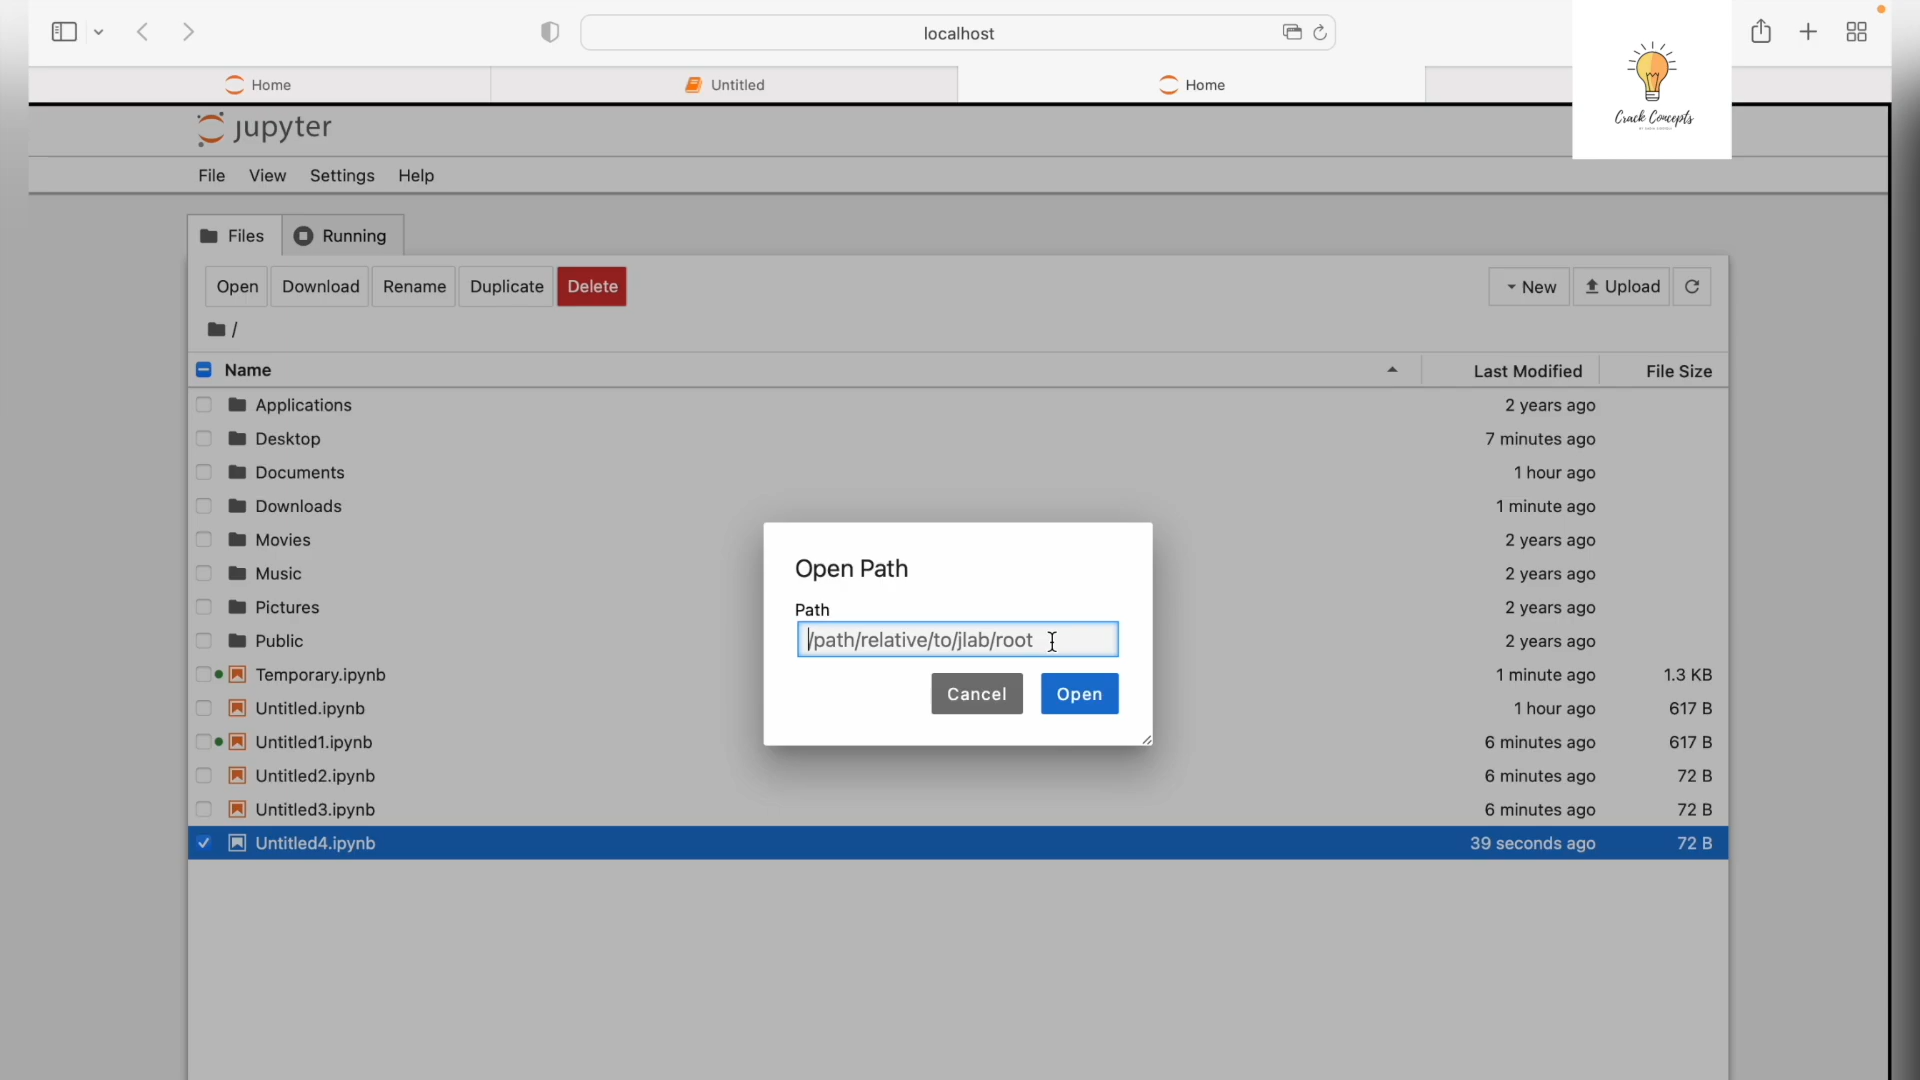 localhost
Home
Untitled
Home
Crack Concepts
jupyter
File View Settings Help
Files Running
Open Download Rename Duplicate Delete New Upload
/
Name Last Modified File Size
Applications 2 years ago
Desktop 7 minutes ago
Documents 1 hour ago
Downloads 1 minute ago
Movies 2 years ago
Music 2 years ago
Pictures 2 years ago
Public 2 years ago
Temporary.ipynb 1 minute ago 1.3 KB
Untitled.ipynb 1 hour ago 617 B
Untitled1.ipynb 6 minutes ago 617 B
Untitled2.ipynb 6 minutes ago 72 B
Untitled3.ipynb 6 minutes ago 72 B
Untitled4.ipynb 39 seconds ago 72 B
Open Path
Path
/path/relative/to/jlab/root
Cancel Open